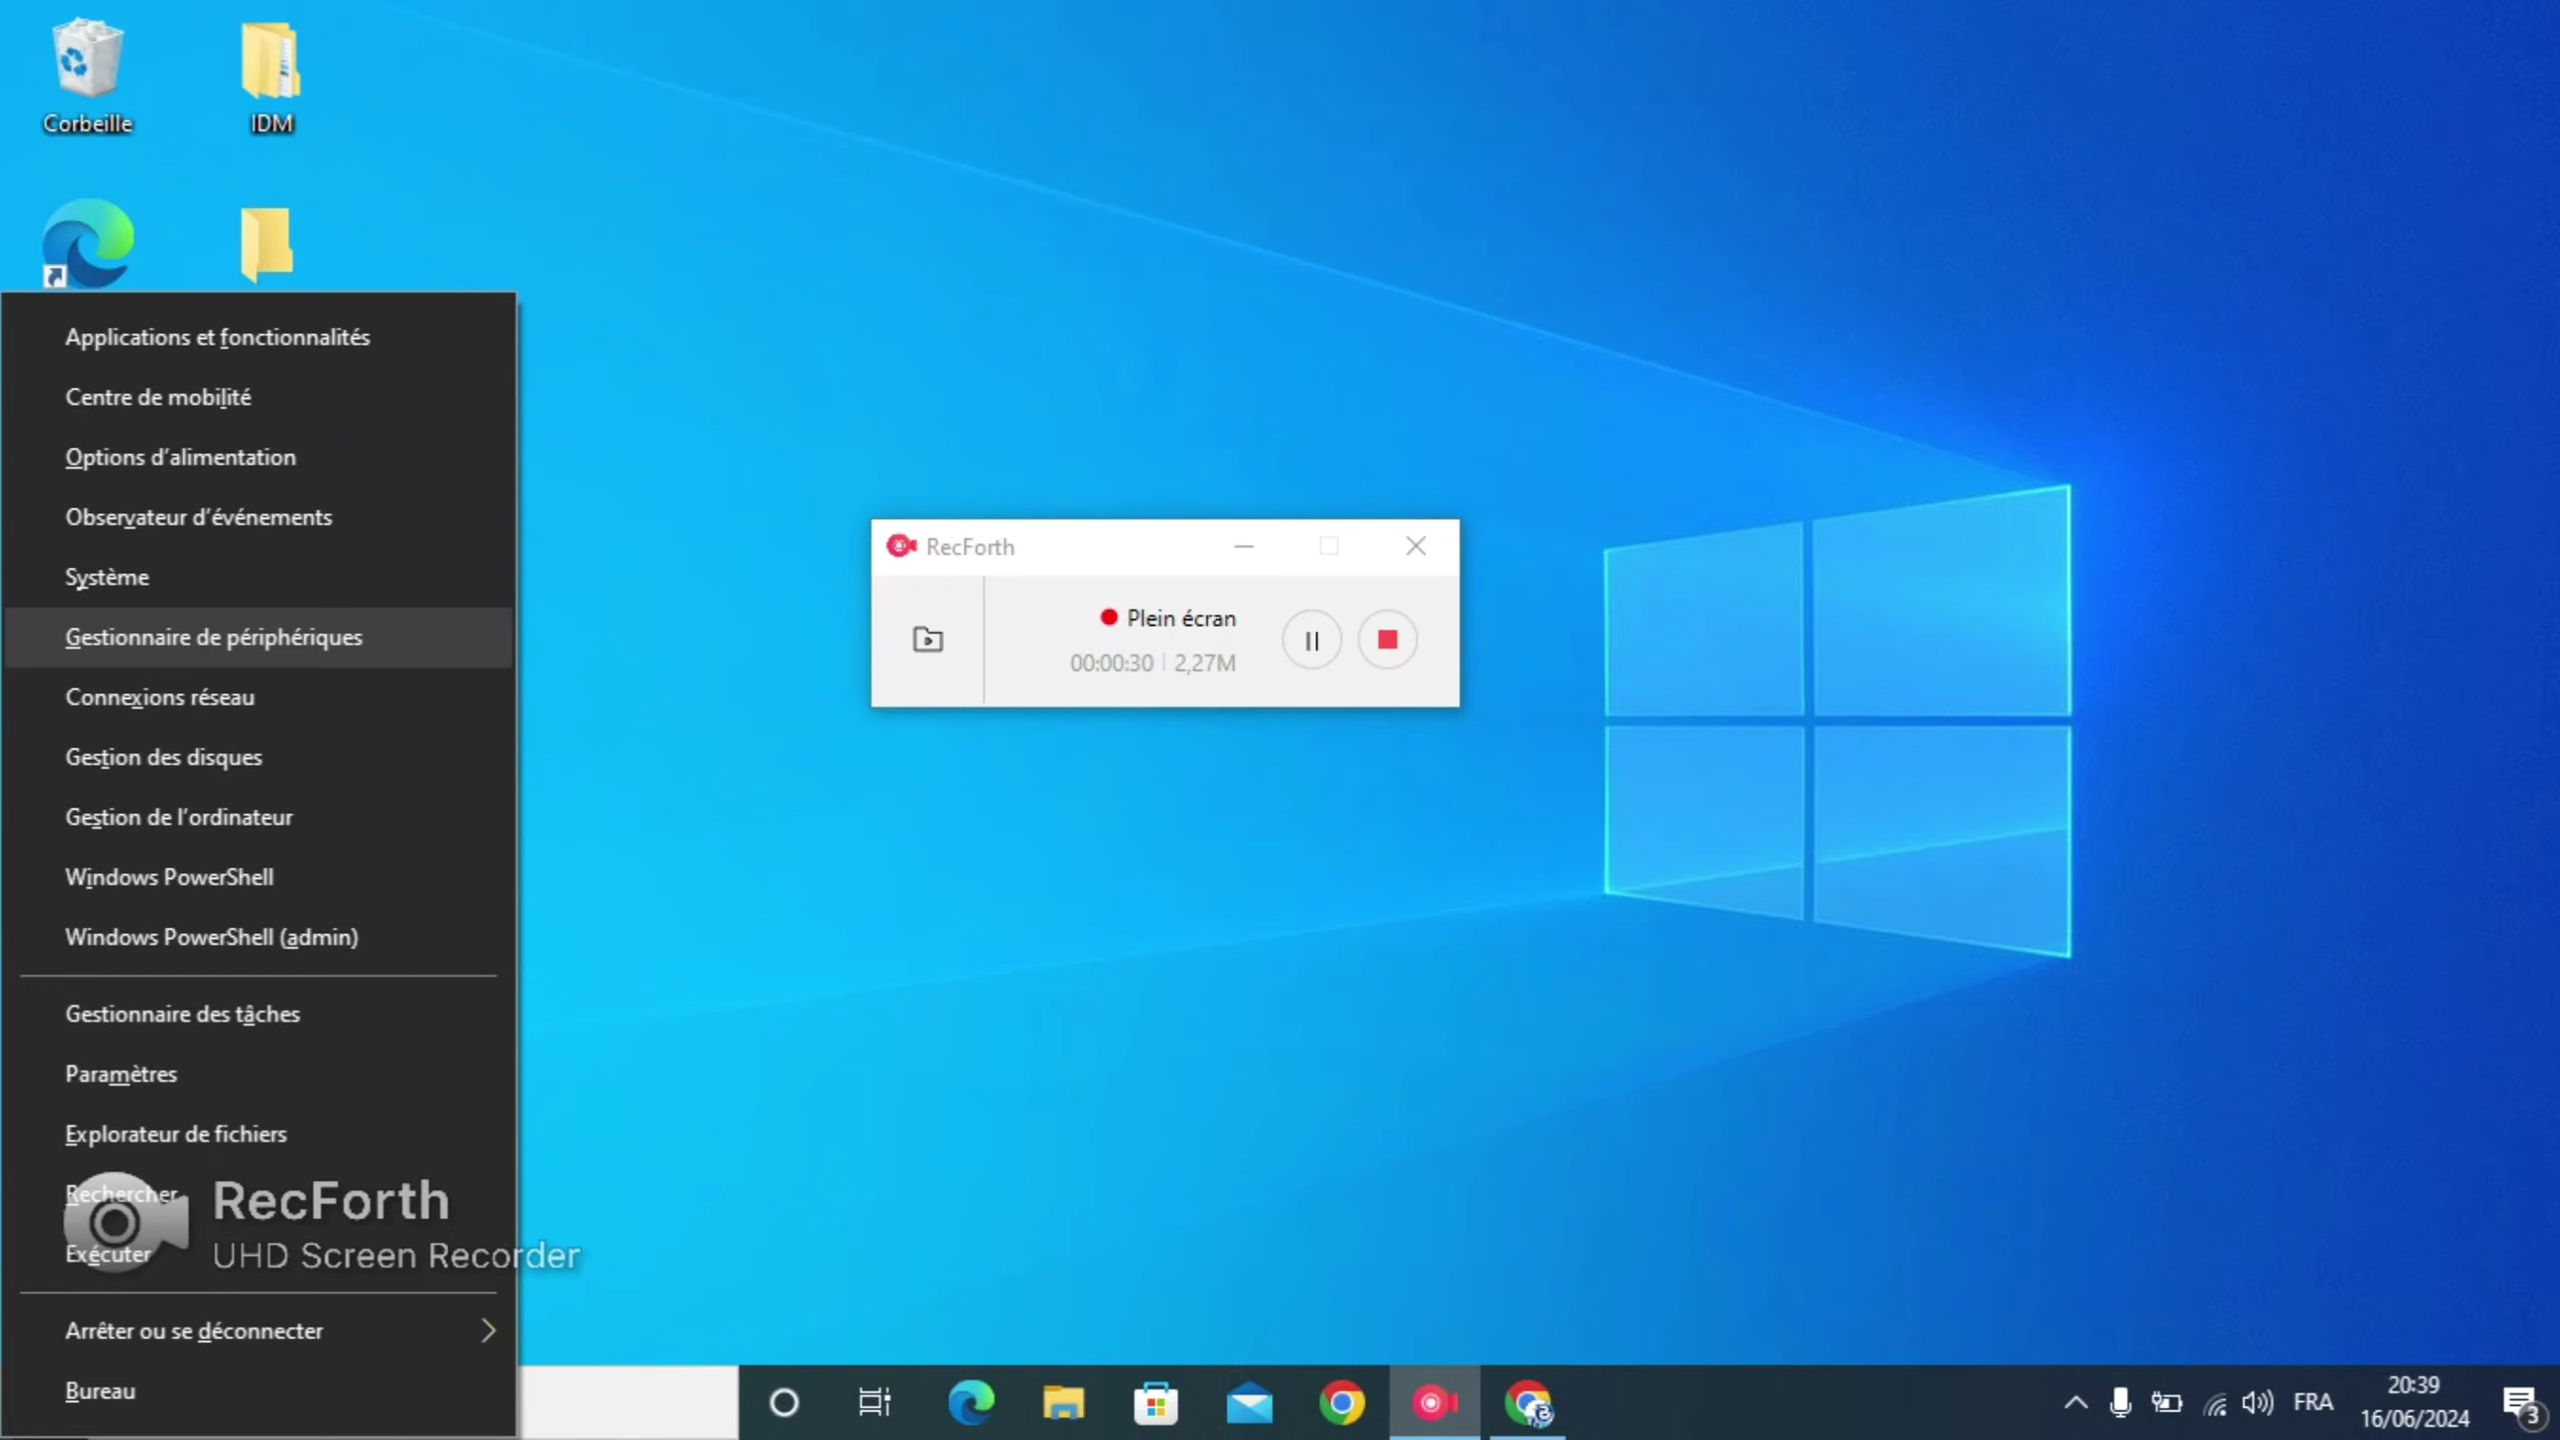 Corbeille
IDM
Applications et fonctionnalités
Centre de mobilité
Options d’alimentation
Observateur d’événements
Système
Gestionnaire de périphériques
Connexions réseau
Gestion des disques
Gestion de l’ordinateur
Windows PowerShell
Windows PowerShell (admin)
Gestionnaire des tâches
Paramètres
Explorateur de fichiers
Rechercher
Exécuter
RecForth
UHD Screen Recorder
Arrêter ou se déconnecter
Bureau
RecForth
Plein écran
00:00:30 | 2,27M
FRA
20:39
16/06/2024
3